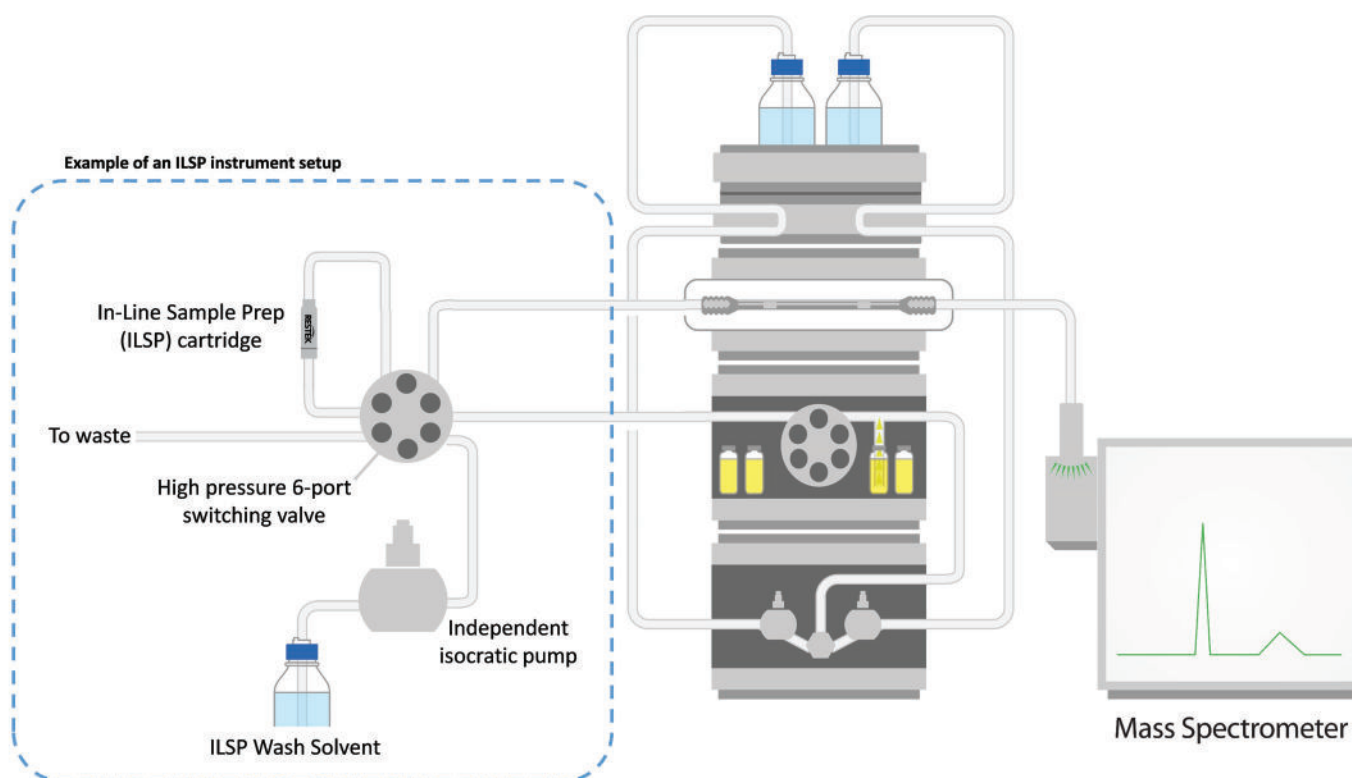 Example of an ILSP instrument setup
In-Line Sample Prep
(ILSP) cartridge
RESTEK
To waste
High pressure 6-port
switching valve
Independent
isocratic pump
ILSP Wash Solvent
Mass Spectrometer